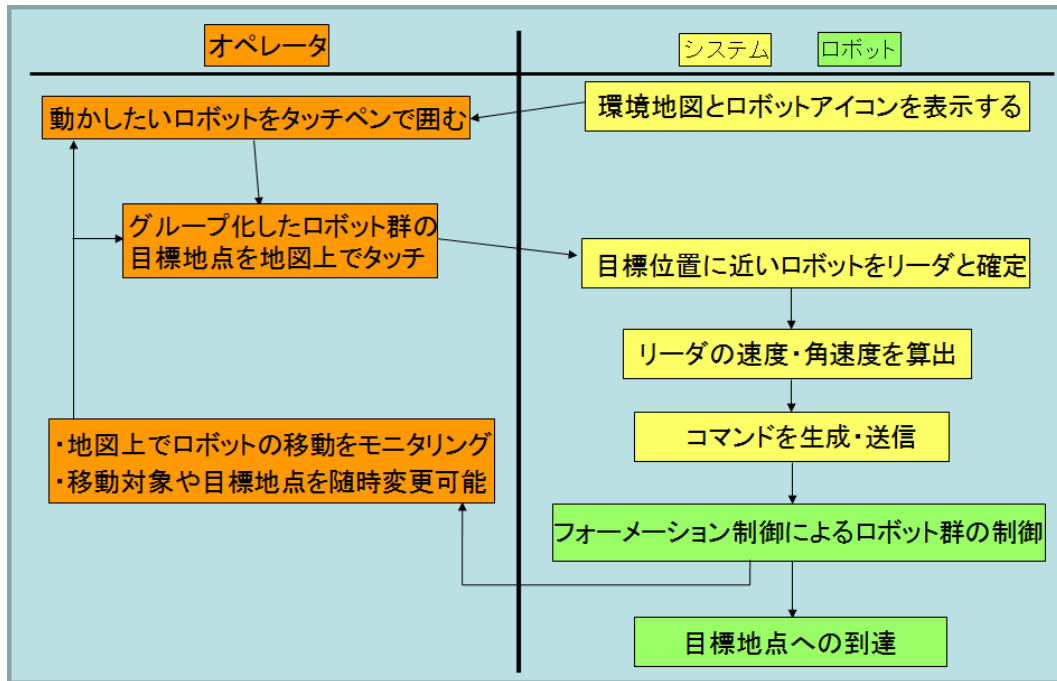 オペレータ
システム
ロボット
動かしたいロボットをタッチペンで囲む
環境地図とロボットアイコンを表示する
グループ化したロボット群の
目標地点を地図上でタッチ
目標位置に近いロボットをリーダと確定
リーダの速度・角速度を算出
コマンドを生成・送信
・地図上でロボットの移動をモニタリング
・移動対象や目標地点を随時変更可能
フォーメーション制御によるロボット群の制御
目標地点への到達